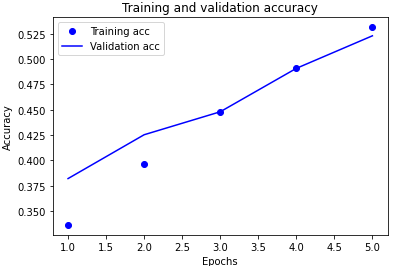 Training and validation accuracy
Training acc
Validation acc
0.525
0.500
0.475
0.450
0.425
0.400
0.375
0.350
Accuracy
1.0 1.5 2.0 2.5 3.0 3.5 4.0 4.5 5.0
Epochs